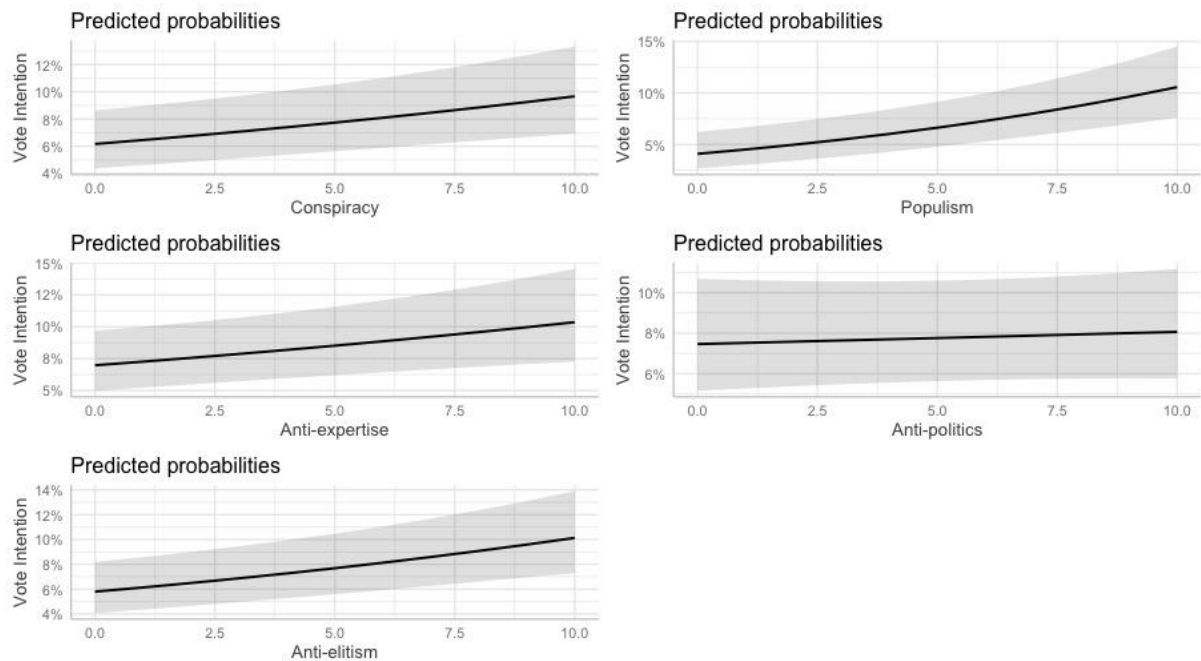 Predicted probabilities
Vote Intention
12%
10%
8%
6%
4%
0.0 2.5 5.0 7.5 10.0
Conspiracy
Predicted probabilities
Vote Intention
15%
10%
5%
0.0 2.5 5.0 7.5 10.0
Populism
Predicted probabilities
Vote Intention
15%
12%
10%
8%
5%
0.0 2.5 5.0 7.5 10.0
Anti-expertise
Predicted probabilities
Vote Intention
10%
8%
6%
0.0 2.5 5.0 7.5 10.0
Anti-politics
Predicted probabilities
Vote Intention
14%
12%
10%
8%
6%
4%
0.0 2.5 5.0 7.5 10.0
Anti-elitism